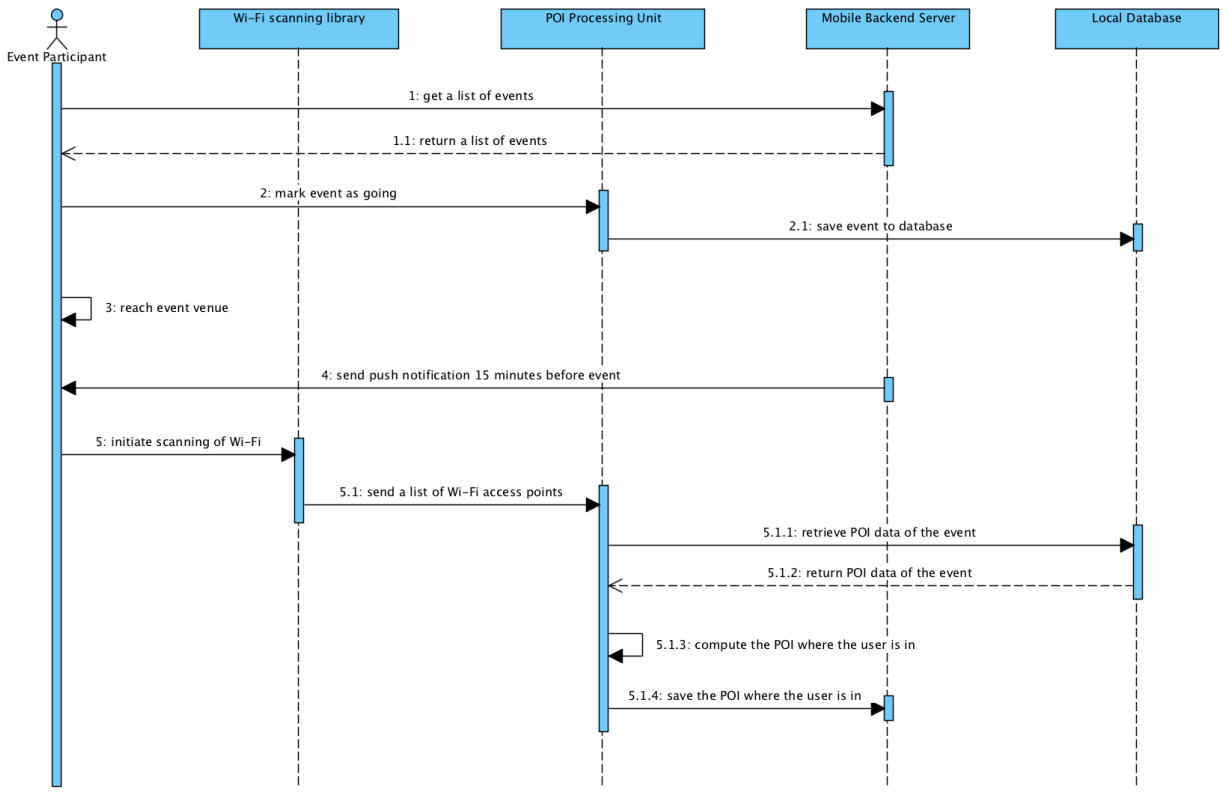 Wi-Fi scanning library
POI Processing Unit
Mobile Backend Server
Local Database
Event Participant
1: get a list of events
1.1: return a list of events
2: mark event as going
2.1: save event to database
3: reach event venue
4: send push notification 15 minutes before event
5: initiate scanning of Wi-Fi
5.1: send a list of Wi-Fi access points
5.1.1: retrieve POI data of the event
5.1.2: return POI data of the event
5.1.3: compute the POI where the user is in
5.1.4: save the POI where the user is in